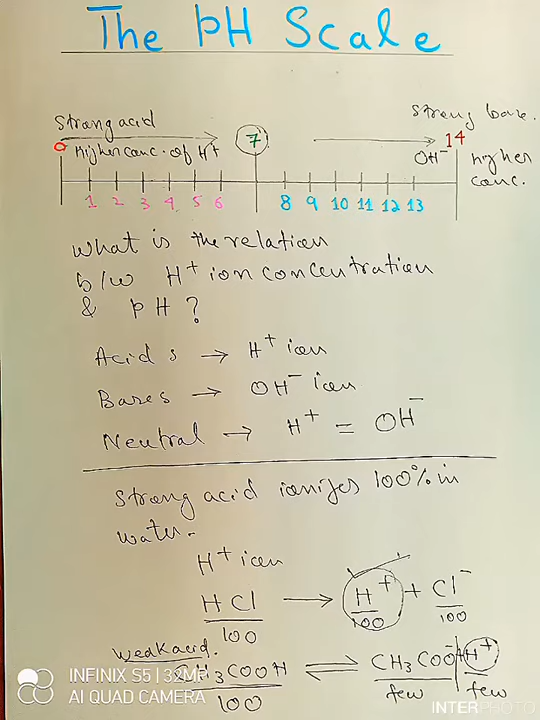 The pH Scale
Strong acid
Strong base.
0 Higher conc. of H+ 7 14
OH- higher
conc.
1 2 3 4 5 6 8 9 10 11 12 13
What is the relation
b/w H+ ion concentration
& pH?
Acids → H+ ion
Bases → OH- ion
Neutral → H+ = OH-
Strong acid ionizes 100% in
water.
H+ ion
HCl → H+ + Cl-
100 100 100
Weak acid.
CH3COOH ⇌ CH3COO- + H+
100 few few
INFINIX S5 | 32MP
AI QUAD CAMERA
INTERPHOTO